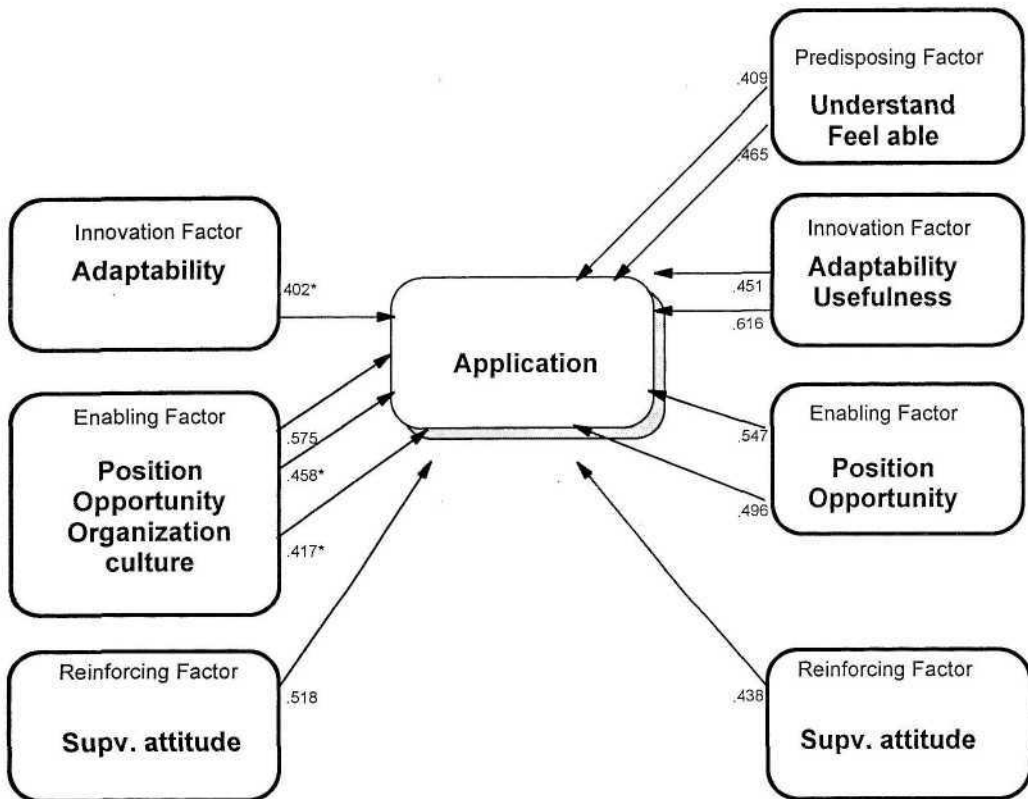 Predisposing Factor
Understand
Feel able
.409
.465
Innovation Factor
Adaptability
.402*
Innovation Factor
Adaptability
Usefulness
.451
.616
Application
Enabling Factor
Position
Opportunity
Organization
culture
.575
.458*
.417*
Enabling Factor
Position
Opportunity
.547
.496
Reinforcing Factor
Supv. attitude
.518
Reinforcing Factor
Supv. attitude
.438